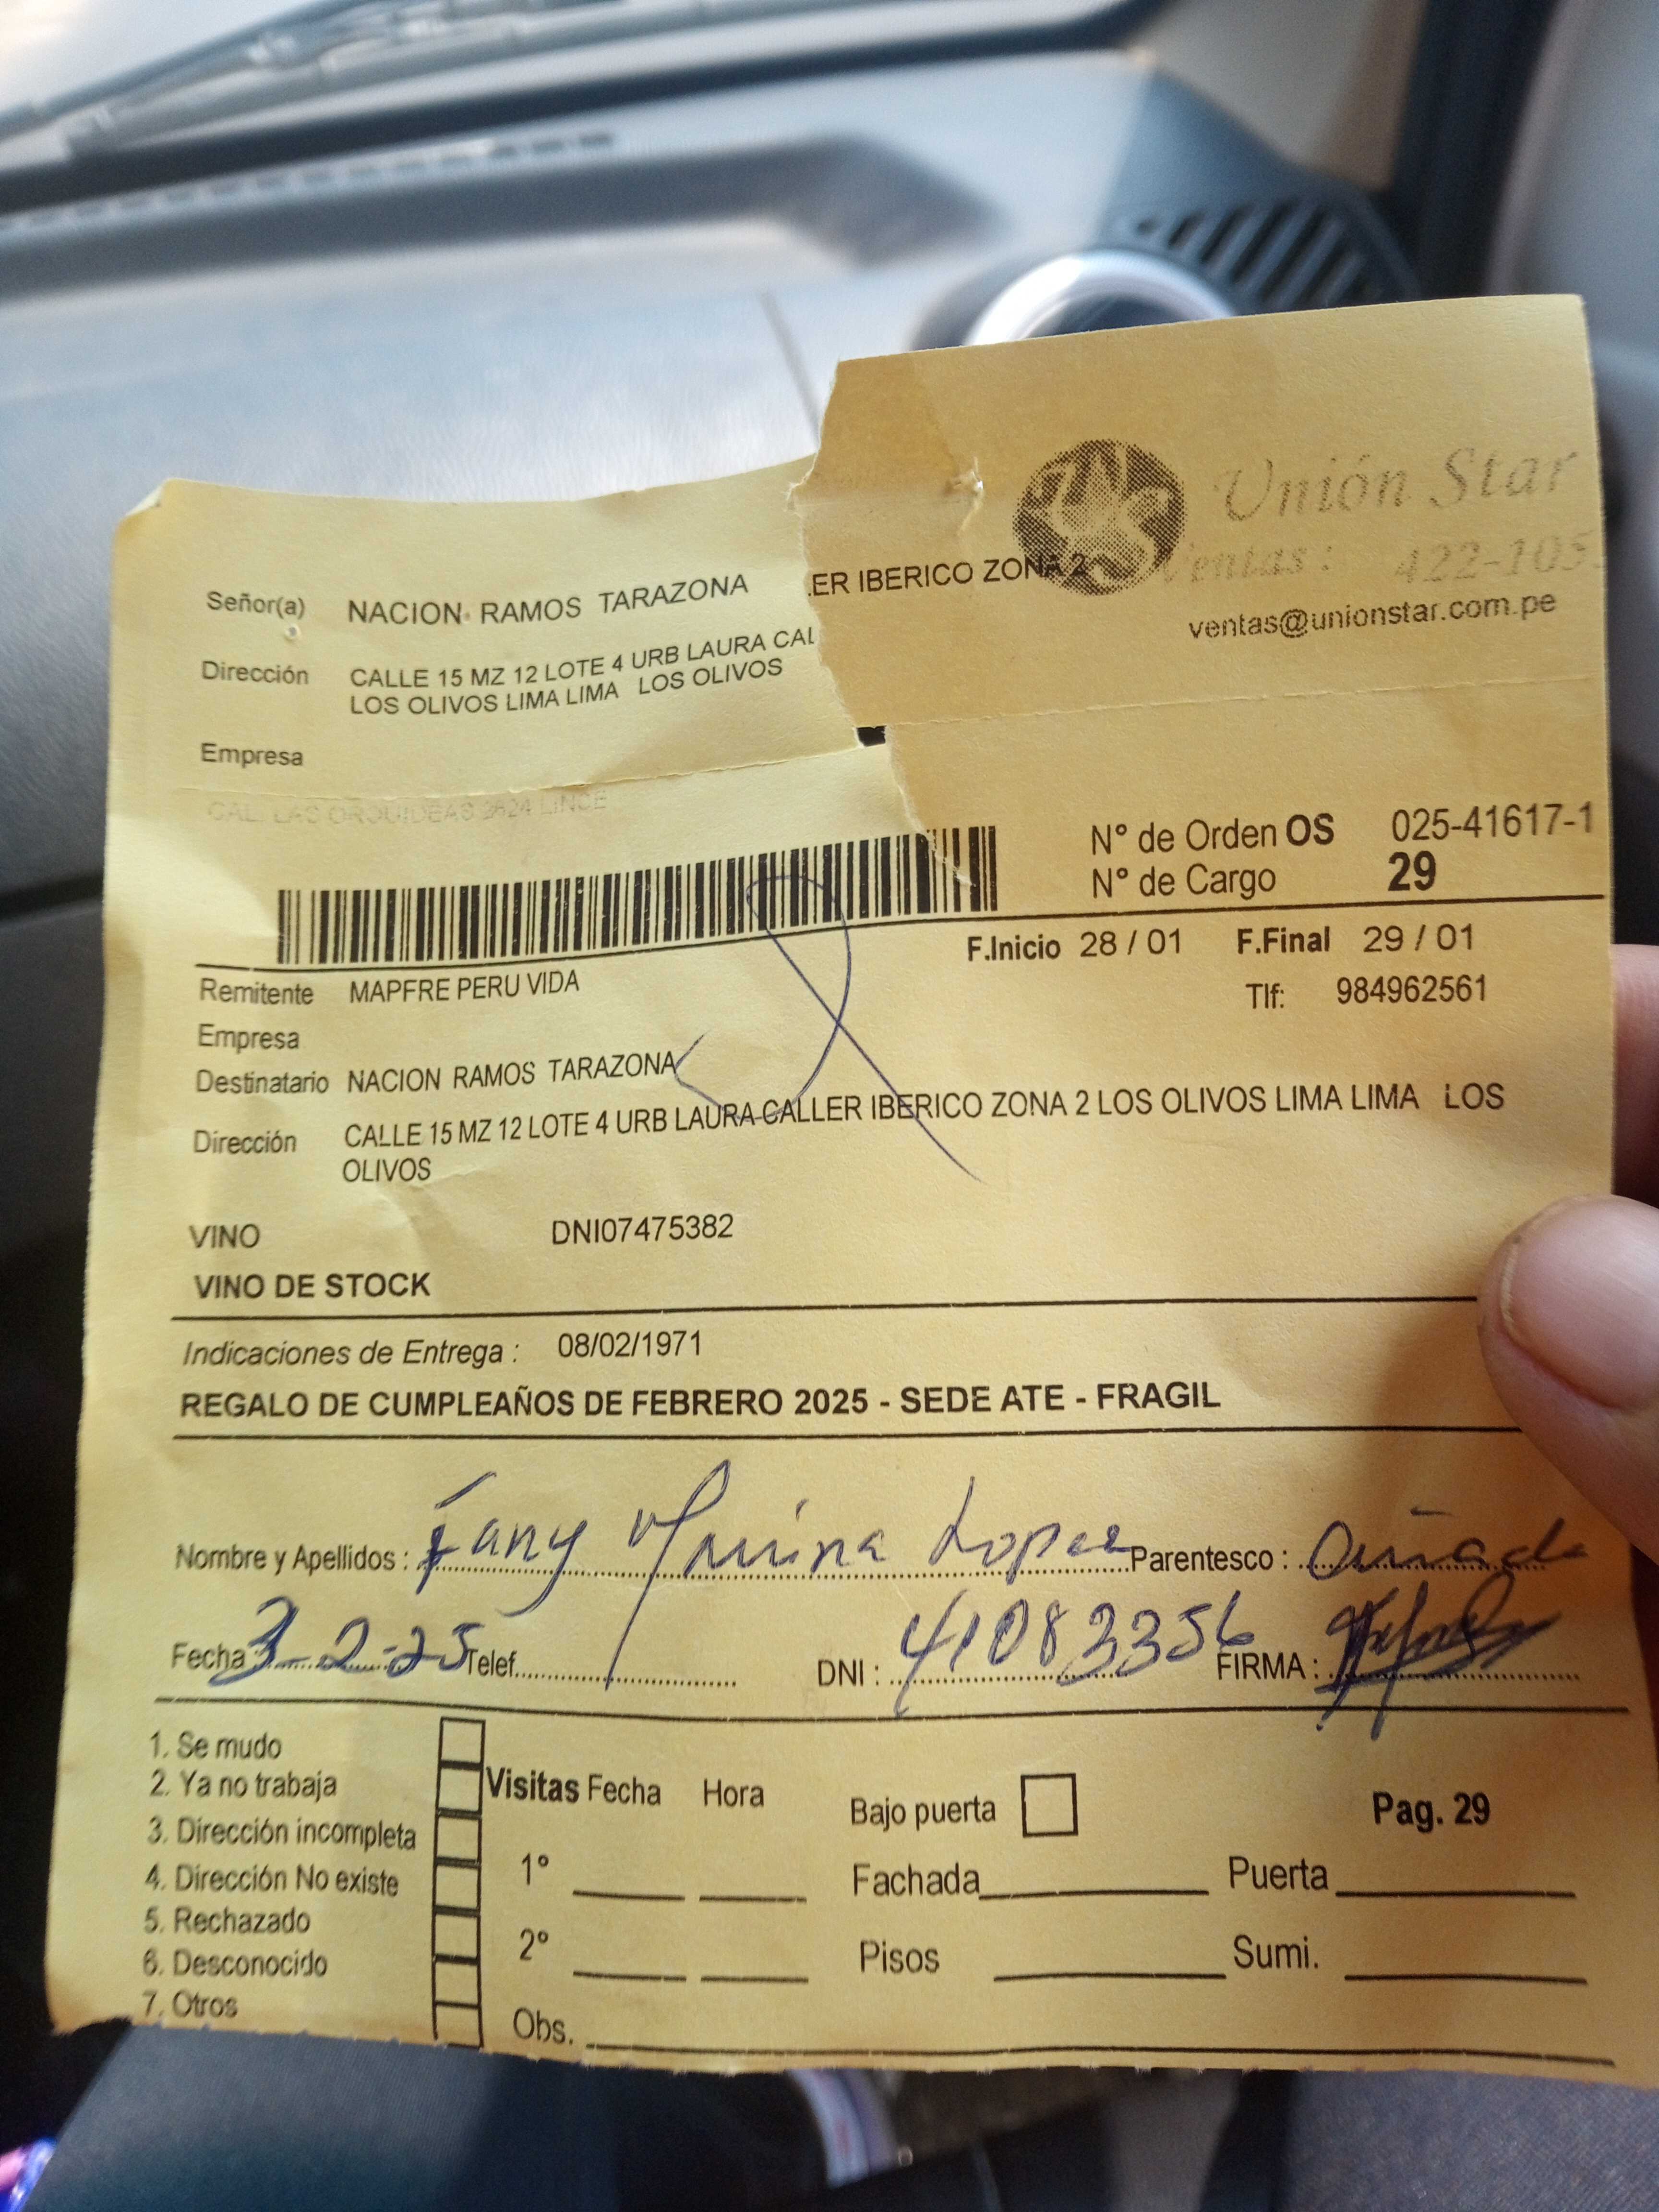 Unión Star
Ventas : 422-105
ventas@unionstar.com.pe
Señor(a) NACION RAMOS TARAZONA
Dirección CALLE 15 MZ 12 LOTE 4 URB LAURA CAL
LER IBERICO ZONA 2
LOS OLIVOS LIMA LIMA LOS OLIVOS
Empresa
CAL. LAS ORQUIDEAS 2624 LINCE
N° de Orden OS 025-41617-1
N° de Cargo 29
F.Inicio 28 / 01 F.Final 29 / 01
Remitente MAPFRE PERU VIDA Tlf: 984962561
Empresa
Destinatario NACION RAMOS TARAZONA
Dirección CALLE 15 MZ 12 LOTE 4 URB LAURA CALLER IBERICO ZONA 2 LOS OLIVOS LIMA LIMA LOS
OLIVOS
VINO DNI07475382
VINO DE STOCK
Indicaciones de Entrega : 08/02/1971
REGALO DE CUMPLEAÑOS DE FEBRERO 2025 - SEDE ATE - FRAGIL
Nombre y Apellidos : Fany Marina Lopez Parentesco : Cuñada
Fecha 3-2-25 Telef. DNI : 41083356 FIRMA :
1. Se mudo
2. Ya no trabaja
3. Dirección incompleta
4. Dirección No existe
5. Rechazado
6. Desconocido
7. Otros
Visitas Fecha Hora
1°
2°
Obs.
Bajo puerta Pag. 29
Fachada Puerta
Pisos Sumi.